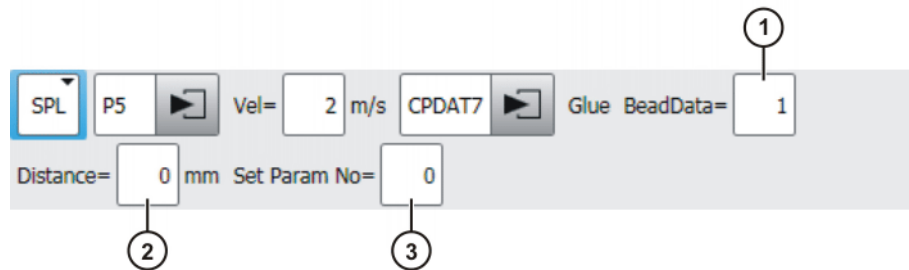 1
SPL P5 Vel= 2 m/s CPDAT7 Glue BeadData= 1
Distance= 0 mm Set Param No= 0
2 3